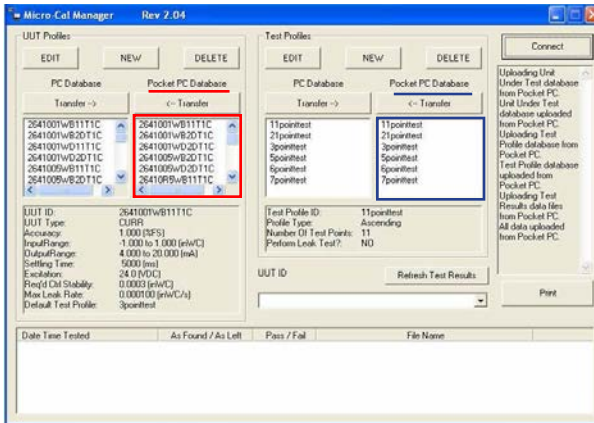 Micro-Cal Manager Rev 2.04
UUT Profiles
EDIT NEW DELETE
PC Database Pocket PC Database
Transfer -> <- Transfer
2641001WB11T1C
2641001WB2DT1C
2641001WD11T1C
2641001WD2DT1C
2641005WB11T1C
2641005WB2DT1C
2641001WB11T1C
2641001WB2DT1C
2641001WD2DT1C
2641005WB2DT1C
2641005WD2DT1C
26410R5WB11T1C
UUT ID: 2641001WB11T1C
UUT Type: CURR
Accuracy: 1.000 (%FS)
InputRange: -1.000 to 1.000 (inWC)
OutputRange: 4.000 to 20.000 (mA)
Settling Time: 5000 (ms)
Excitation: 24.0 (VDC)
Req'd Ctrl Stability: 0.0003 (inWC)
Max Leak Rate: 0.000100 (inWC/s)
Default Test Profile: 3pointtest
Test Profiles
EDIT NEW DELETE
PC Database Pocket PC Database
Transfer -> <- Transfer
11pointtest
21pointtest
3pointtest
5pointtest
6pointtest
7pointtest
11pointtest
21pointtest
3pointtest
5pointtest
6pointtest
7pointtest
Test Profile ID: 11pointtest
Profile Type: Ascending
Number Of Test Points: 11
Perform Leak Test?: NO
UUT ID Refresh Test Results
Connect
Uploading Unit
Under Test database
from Pocket PC.
Unit Under Test
database uploaded
from Pocket PC.
Uploading Test
Profile database from
Pocket PC.
Test Profile database
uploaded from
Pocket PC.
Uploading Test
Results data files
from Pocket PC.
All data uploaded
from Pocket PC.
Print
Date Time Tested As Found / As Left Pass / Fail File Name